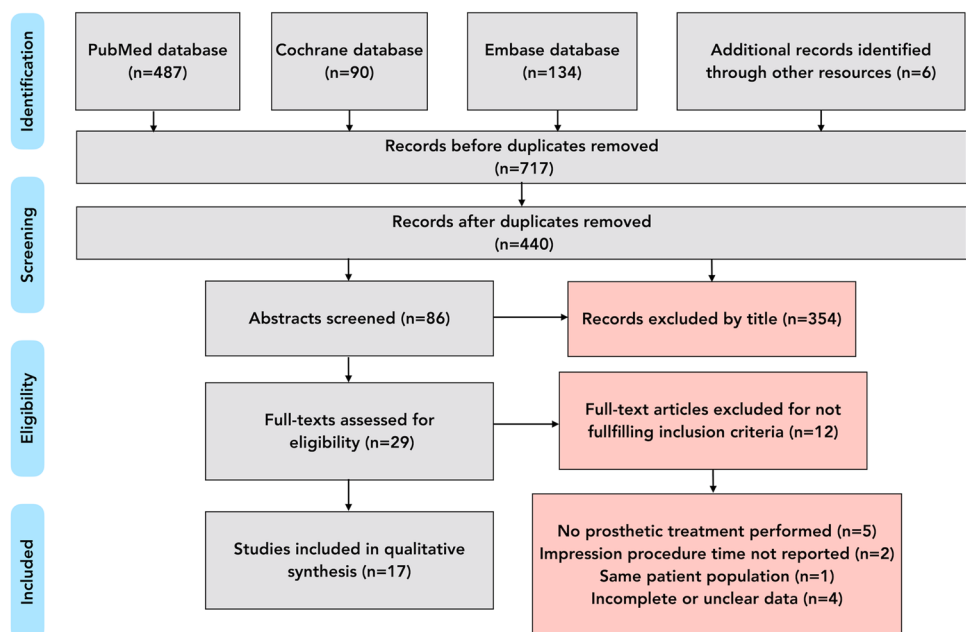 Identification
PubMed database
(n=487)
Cochrane database
(n=90)
Embase database
(n=134)
Additional records identified
through other resources (n=6)
Records before duplicates removed
(n=717)
Screening
Records after duplicates removed
(n=440)
Abstracts screened (n=86)
Records excluded by title (n=354)
Eligibility
Full-texts assessed for
eligibility (n=29)
Full-text articles excluded for not
fullfilling inclusion criteria (n=12)
Included
Studies included in qualitative
synthesis (n=17)
No prosthetic treatment performed (n=5)
Impression procedure time not reported (n=2)
Same patient population (n=1)
Incomplete or unclear data (n=4)